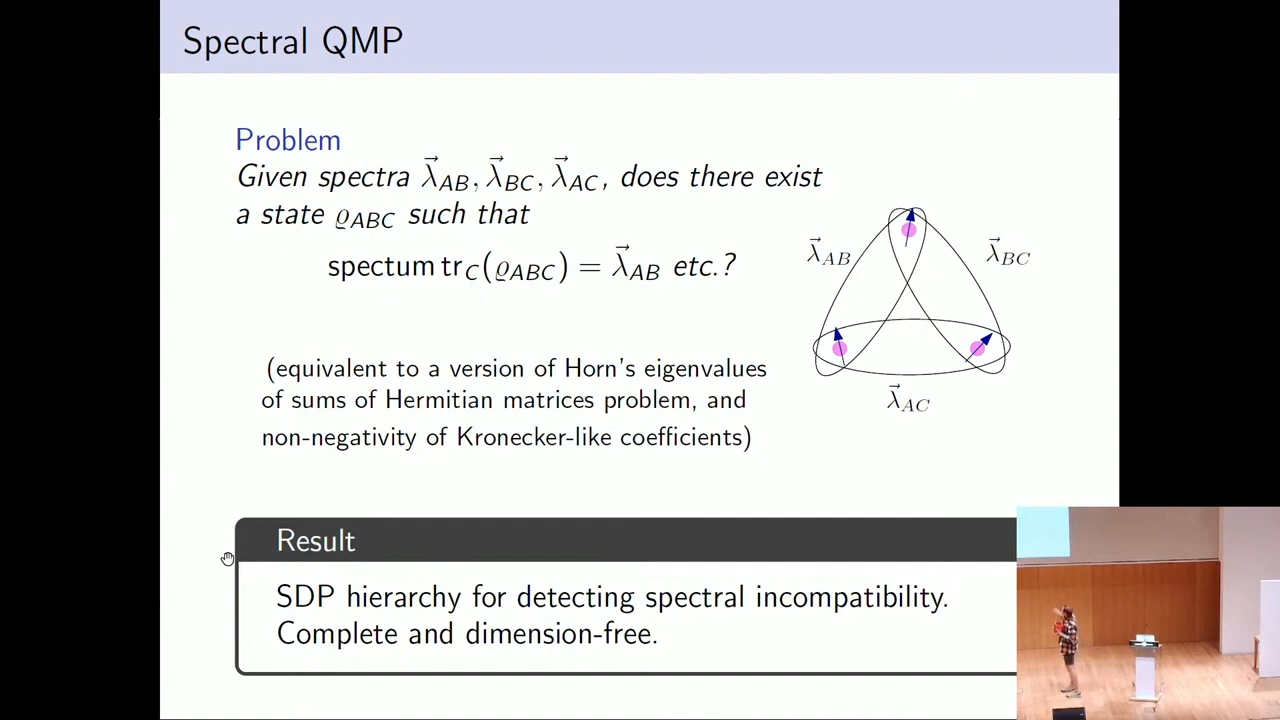 Spectral QMP
Problem
Given spectra λ⃗_AB, λ⃗_BC, λ⃗_AC, does there exist
a state ϱ_ABC such that
spectum tr_C(ϱ_ABC) = λ⃗_AB etc.?
λ⃗_AB
λ⃗_BC
λ⃗_AC
(equivalent to a version of Horn's eigenvalues
of sums of Hermitian matrices problem, and
non-negativity of Kronecker-like coefficients)
Result
SDP hierarchy for detecting spectral incompatibility.
Complete and dimension-free.